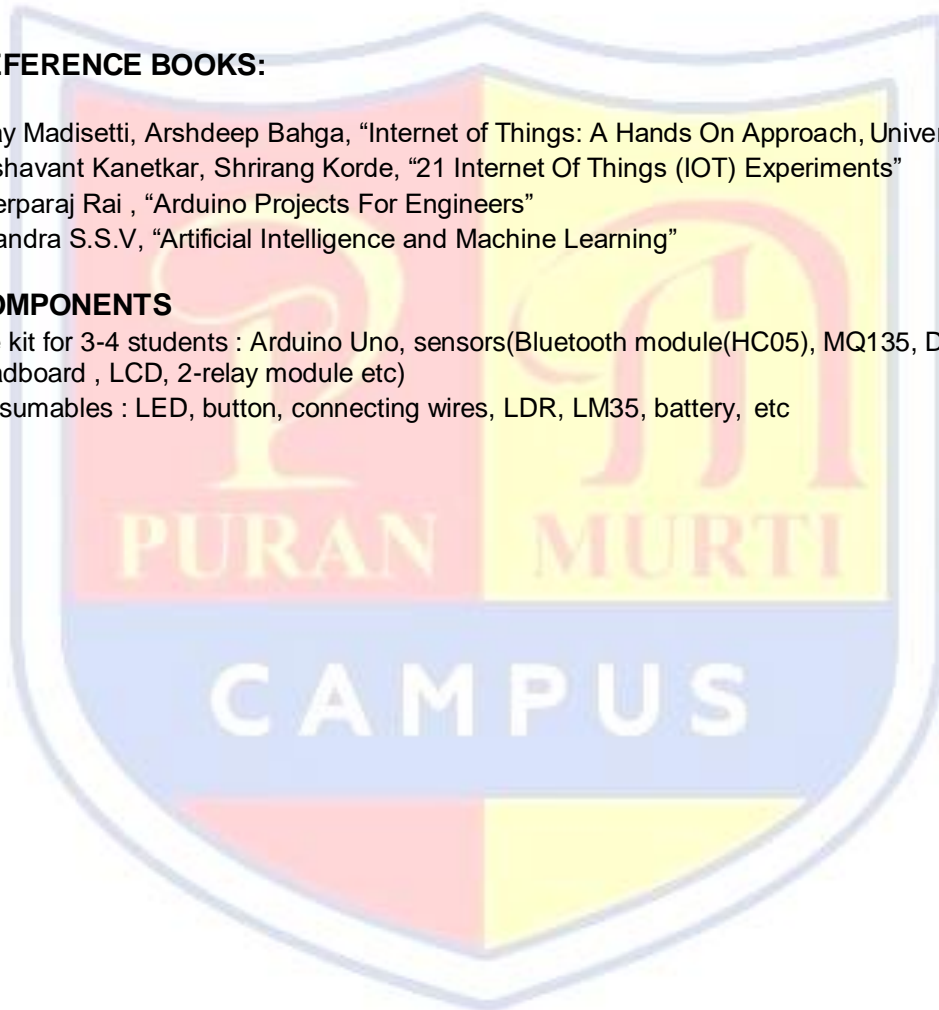 EFERENCE BOOKS:
ay Madisetti, Arshdeep Bahga, “Internet of Things: A Hands On Approach, Univer
shavant Kanetkar, Shrirang Korde, “21 Internet Of Things (IOT) Experiments”
erparaj Rai , “Arduino Projects For Engineers”
andra S.S.V, “Artificial Intelligence and Machine Learning”
OMPONENTS
kit for 3-4 students : Arduino Uno, sensors(Bluetooth module(HC05), MQ135, D
adboard , LCD, 2-relay module etc)
sumables : LED, button, connecting wires, LDR, LM35, battery, etc
PURAN MURTI
CAMPUS